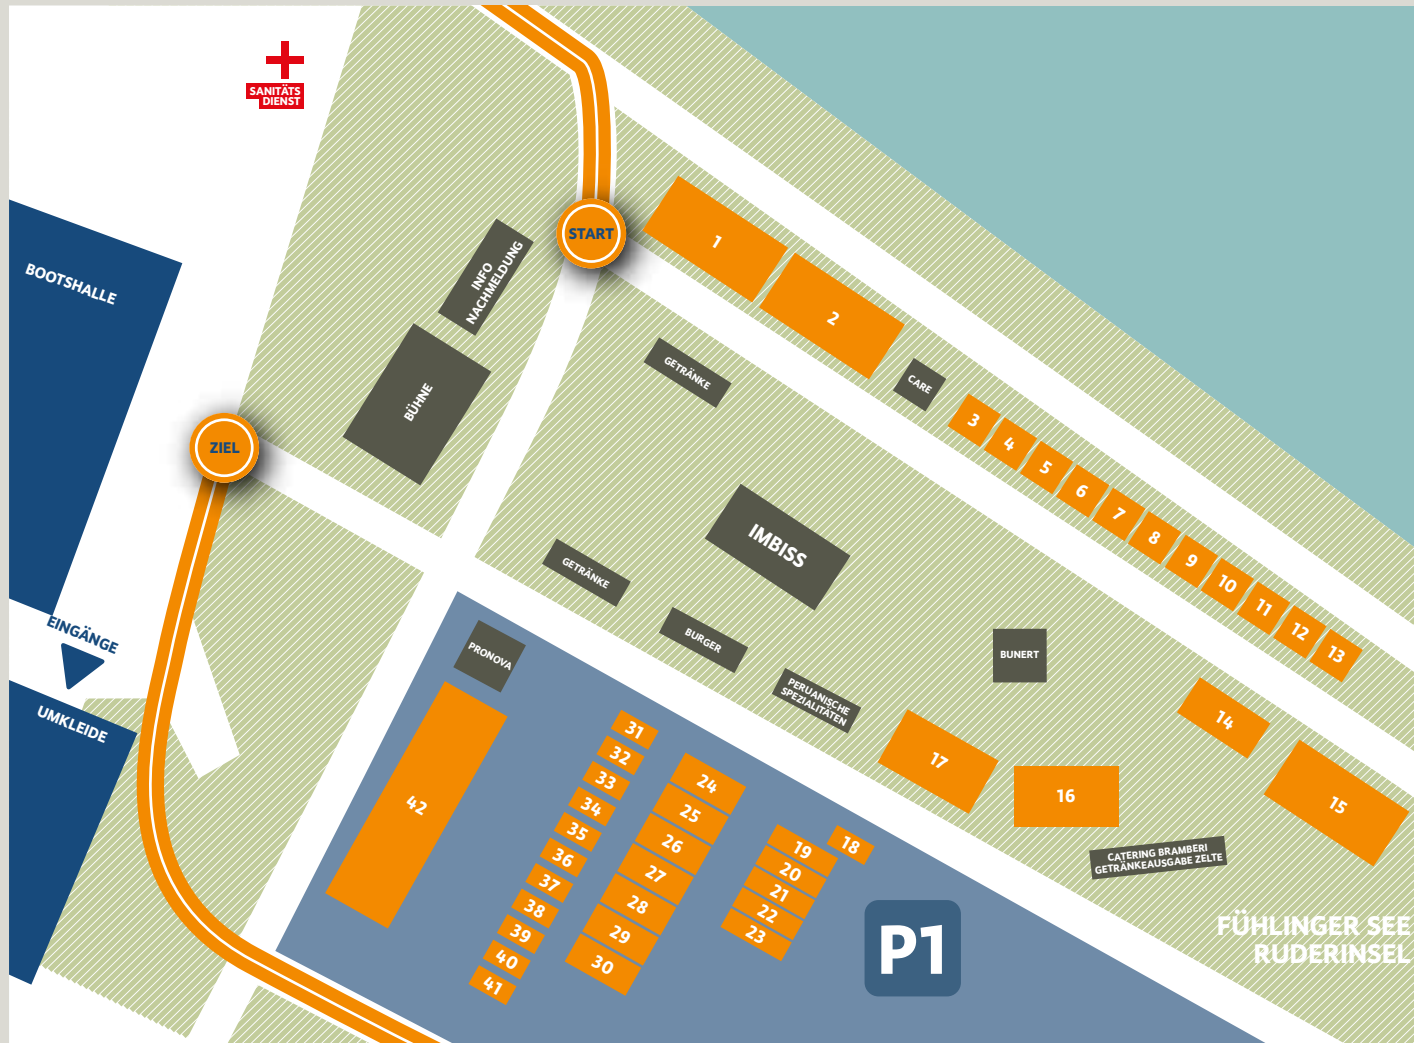 SANITÄTS
DIENST
BOOTSHALLE
START
INFO
NACHMELDUNG
1
2
GETRÄNKE
CARE
BÜHNE
ZIEL
3
4
5
6
7
8
9
10
11
12
13
IMBISS
GETRÄNKE
BURGER
PERUANISCHE
SPEZIALITÄTEN
BUNERT
EINGÄNGE
UMKLEIDE
PRONOVA
14
15
16
17
CATERING BRAMBERI
GETRÄNKEAUSGABE ZELTE
42
31
32
33
34
35
36
37
38
39
40
41
24
25
26
27
28
29
30
18
19
20
21
22
23
P1
FÜHLINGER SEE
RUDERINSEL